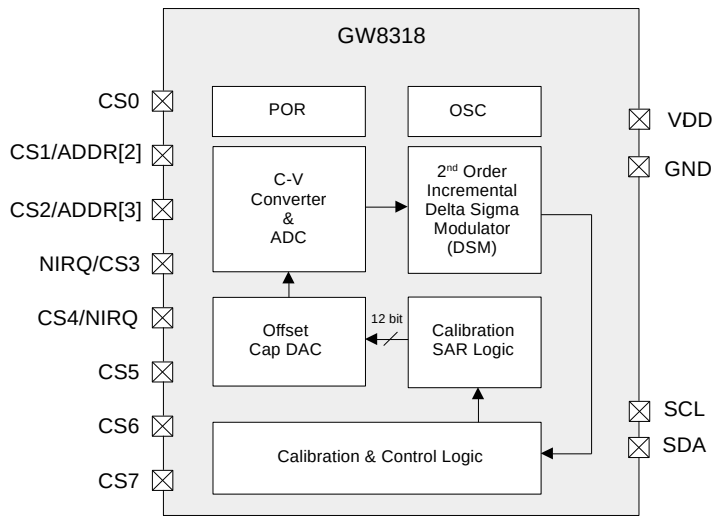 GW8318
CS0
CS1/ADDR[2]
CS2/ADDR[3]
NIRQ/CS3
CS4/NIRQ
CS5
CS6
CS7
POR
OSC
C-V
Converter
&
ADC
2nd Order
Incremental
Delta Sigma
Modulator
(DSM)
Offset
Cap DAC
12 bit
Calibration
SAR Logic
Calibration & Control Logic
VDD
GND
SCL
SDA